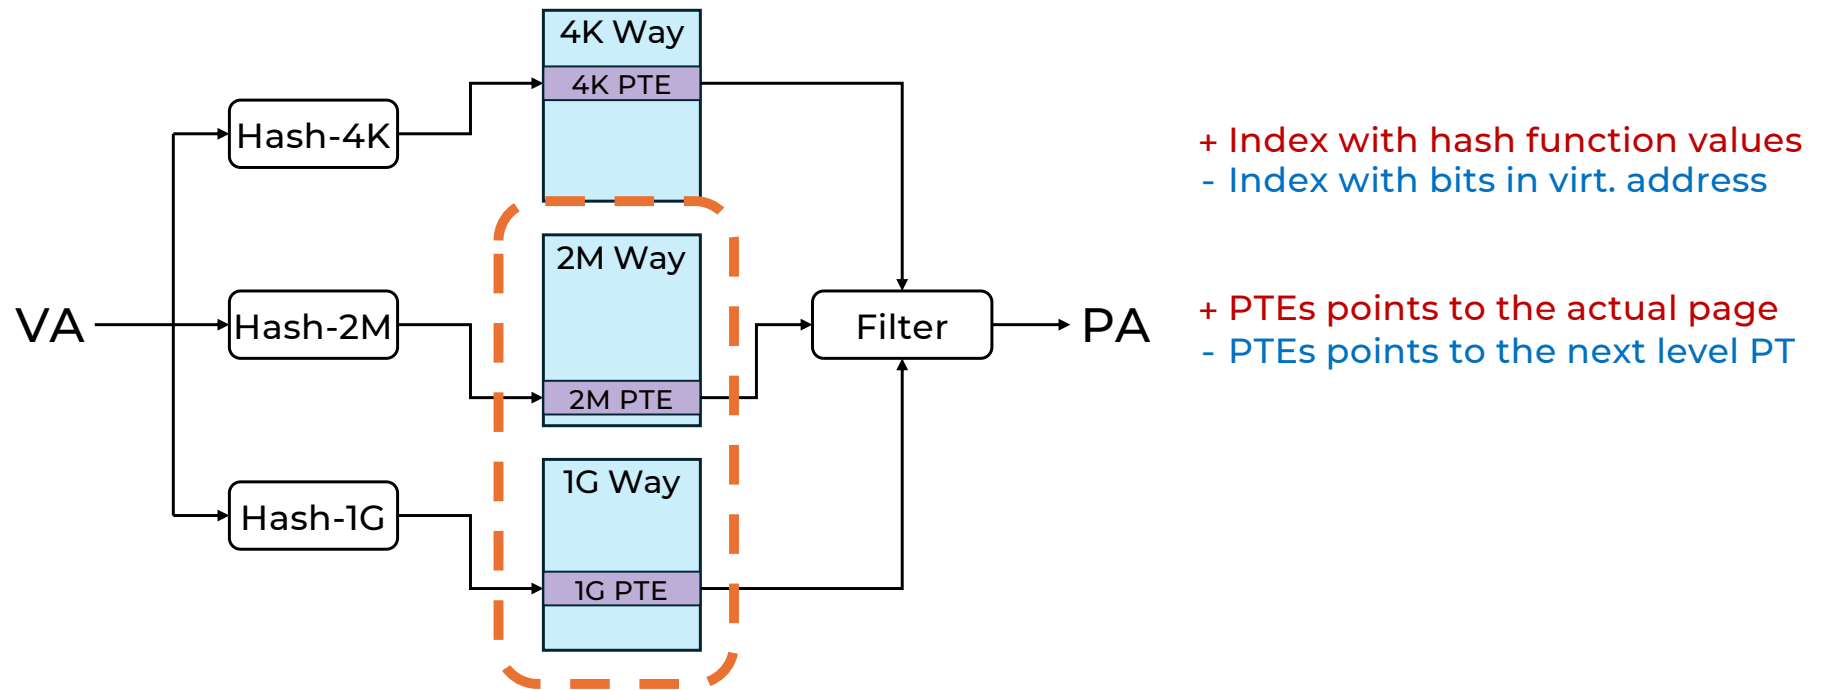 4K Way
4K PTE
Hash-4K
+ Index with hash function values
- Index with bits in virt. address
2M Way
VA
Hash-2M
2M PTE
Filter
PA
+ PTEs points to the actual page
- PTEs points to the next level PT
1G Way
Hash-1G
1G PTE